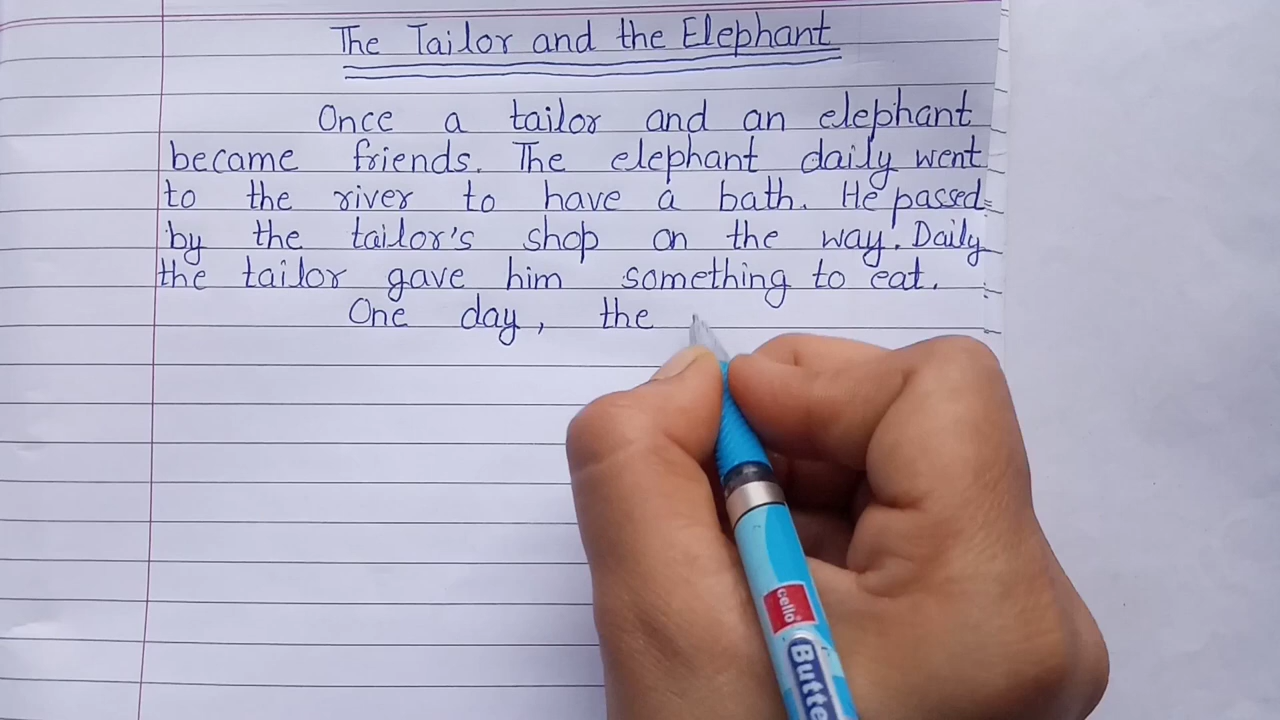 The Tailor and the Elephant
Once a tailor and an elephant
became friends. The elephant daily went
to the river to have a bath. He passed
by the tailor's shop on the way. Daily
the tailor gave him something to eat.
One day, the
cello
Butte